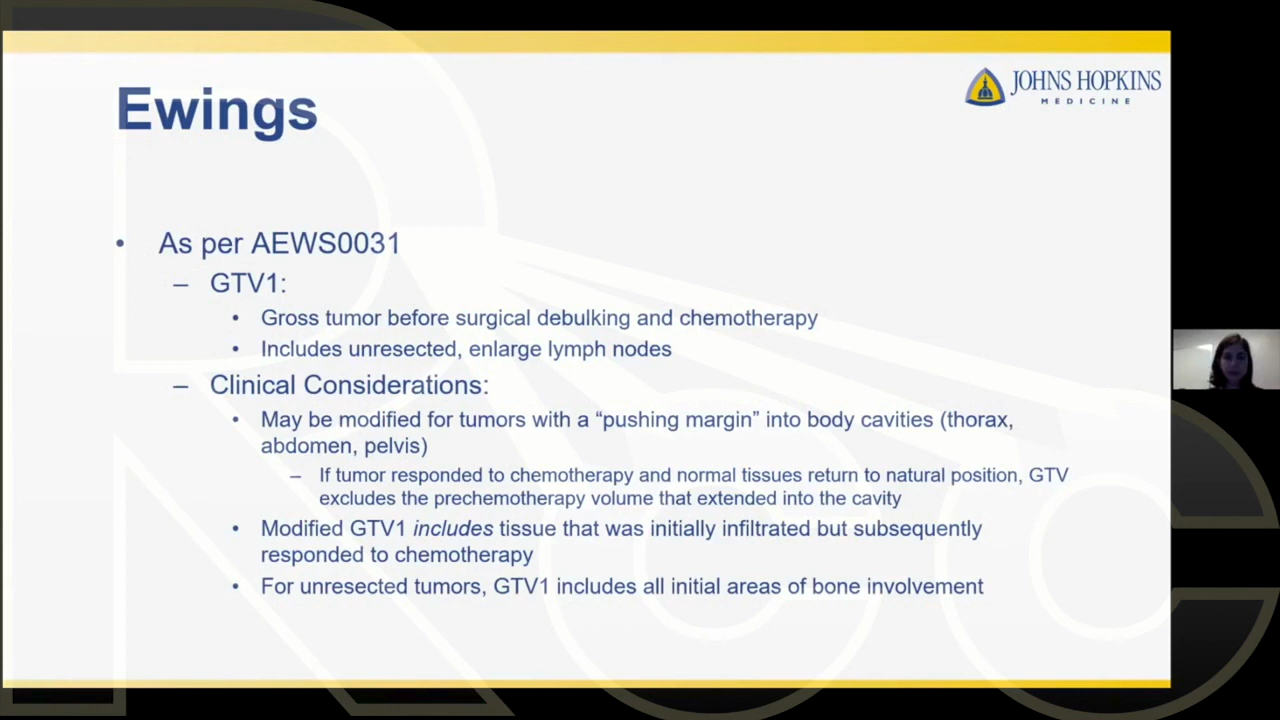 Ewings
JOHNS HOPKINS
MEDICINE
• As per AEWS0031
– GTV1:
• Gross tumor before surgical debulking and chemotherapy
• Includes unresected, enlarge lymph nodes
– Clinical Considerations:
• May be modified for tumors with a “pushing margin” into body cavities (thorax,
abdomen, pelvis)
– If tumor responded to chemotherapy and normal tissues return to natural position, GTV
excludes the prechemotherapy volume that extended into the cavity
• Modified GTV1 includes tissue that was initially infiltrated but subsequently
responded to chemotherapy
• For unresected tumors, GTV1 includes all initial areas of bone involvement